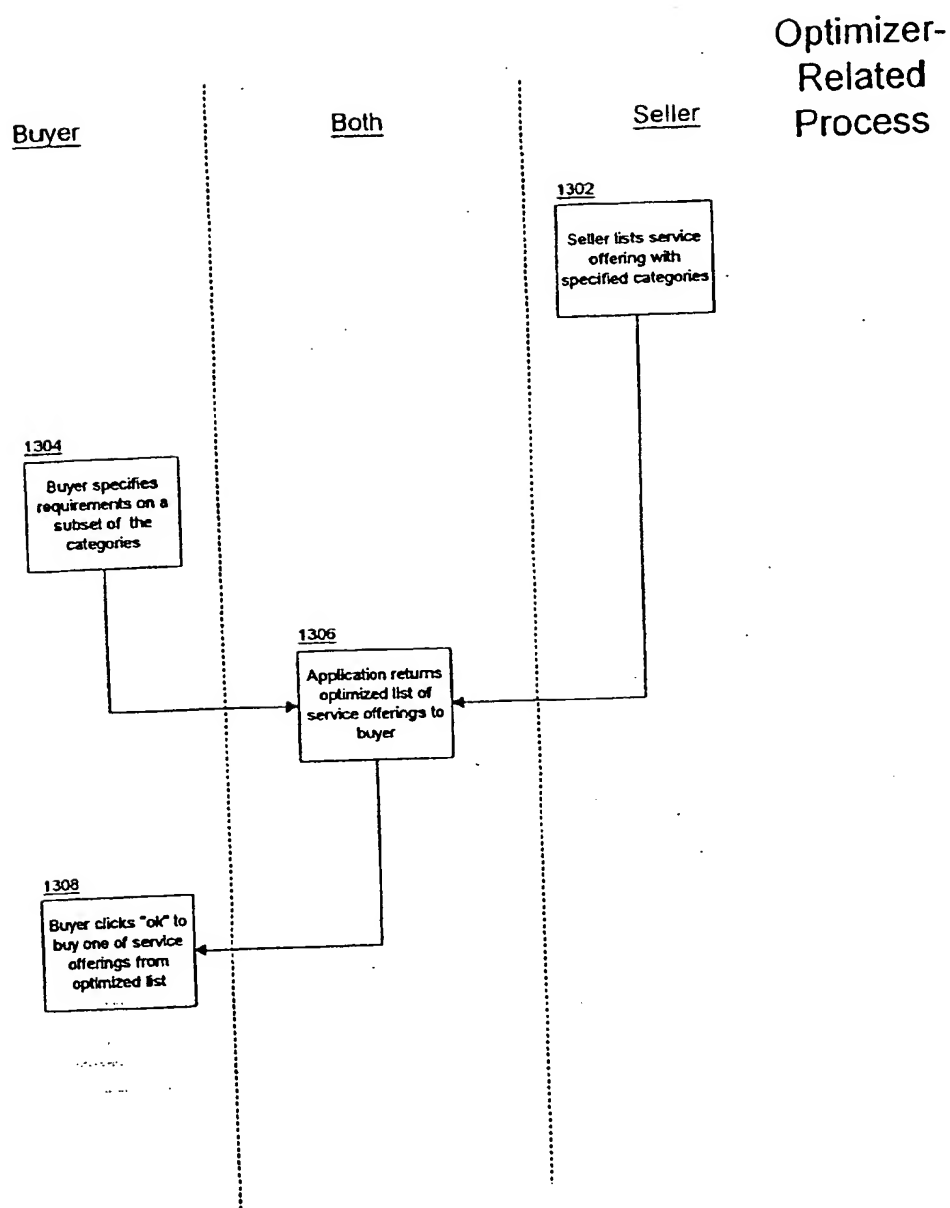 Optimizer-
Related
Process
Buyer
Both
Seller
1302
Seller lists service
offering with
specified categories
1304
Buyer specifies
requirements on a
subset of the
categories
1306
Application returns
optimized list of
service offerings to
buyer
1308
Buyer clicks "ok" to
buy one of service
offerings from
optimized list